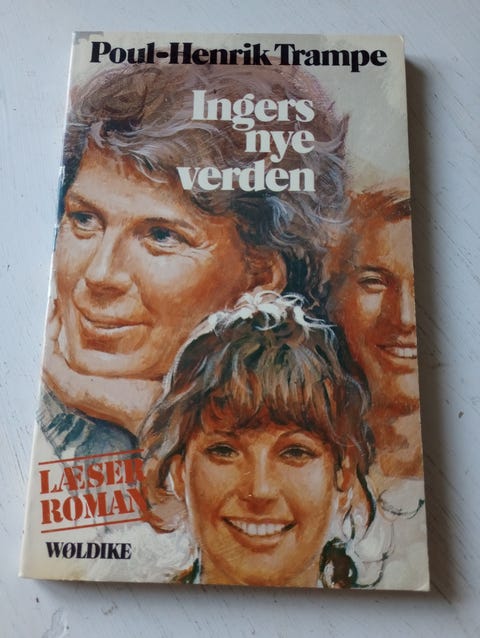 Poul-Henrik Trampe
Ingers
nye
verden
LÆSER
ROMAN
WØLDIKE